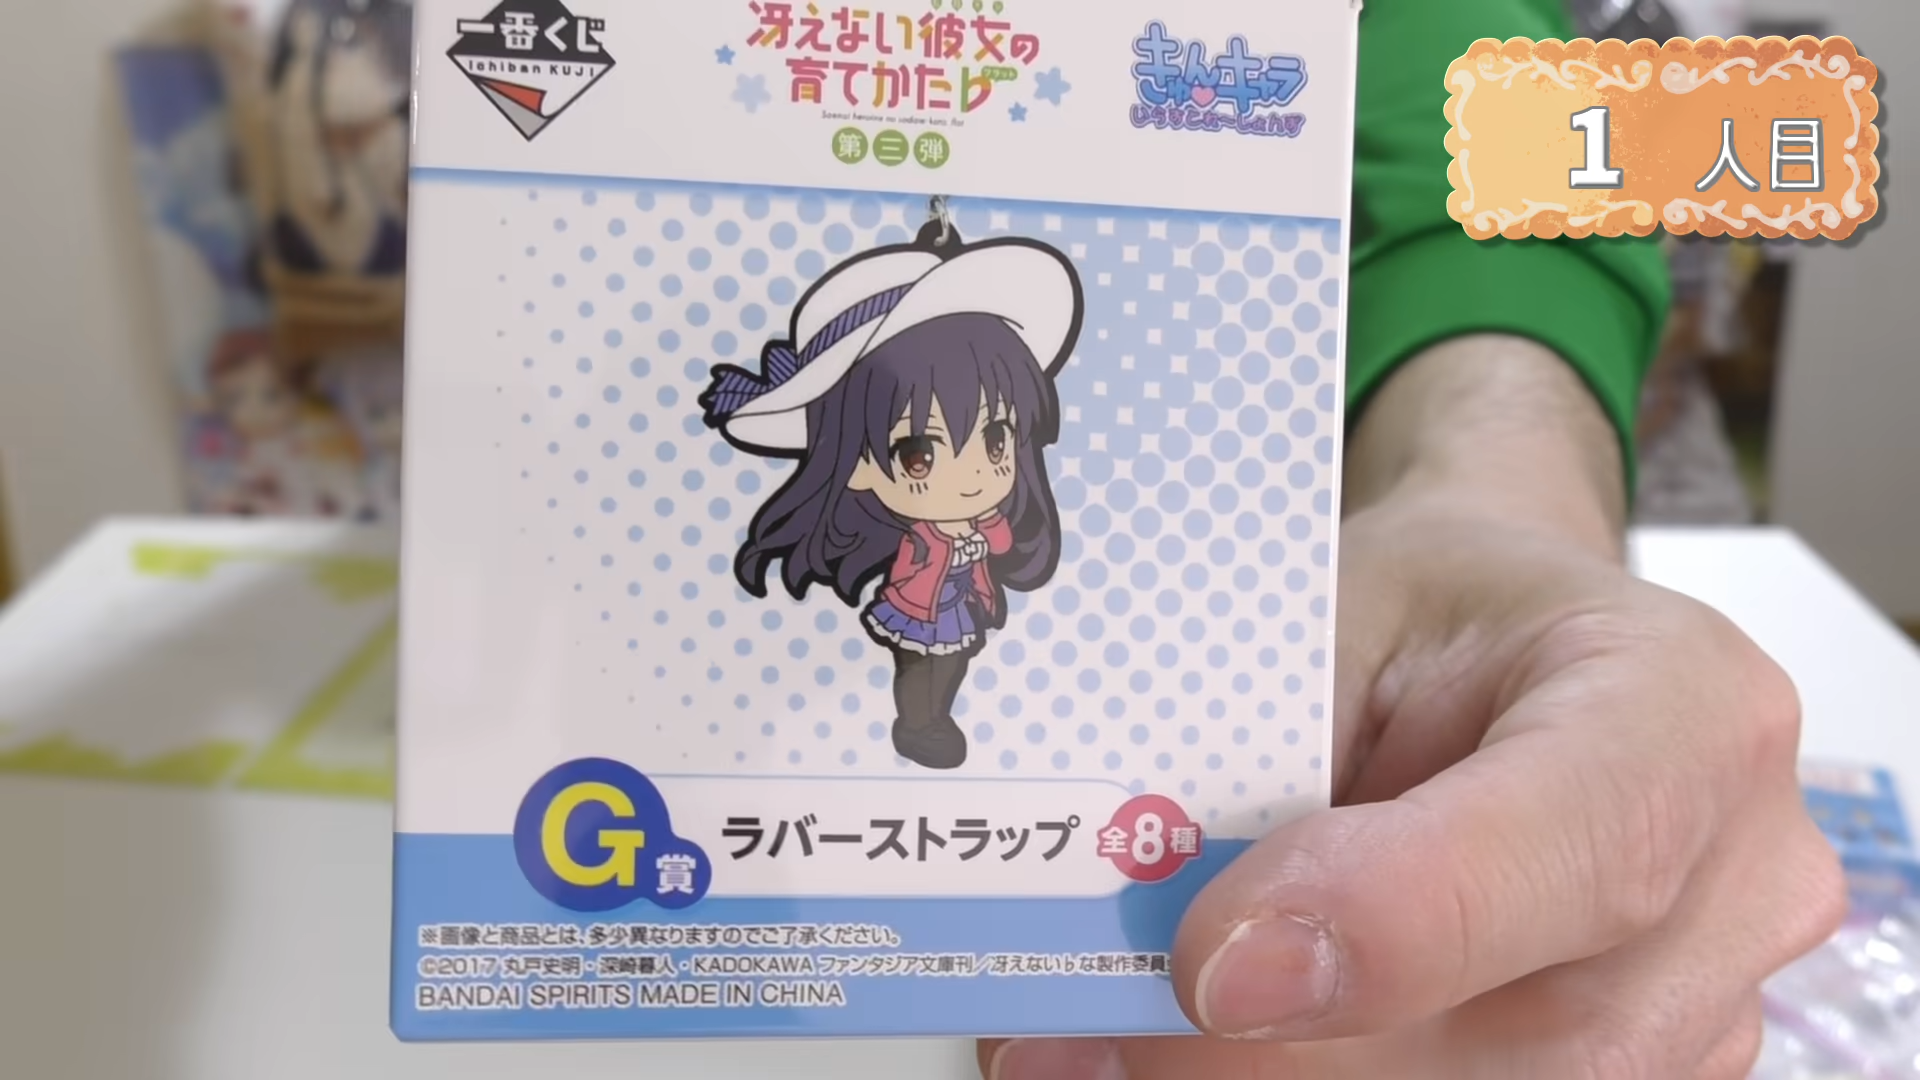 一番くじ
Ichiban KUJI
冴えない彼女の
育てかた♭
フラット
Saenai heroine no sodate-kata. flat
第三弾
きゅんキャラ
いらすとれ〜しょんず
1 人目
G賞
ラバーストラップ
全8種
※画像と商品とは、多少異なりますのでご了承ください。
©2017 丸戸史明・深崎暮人・KADOKAWA ファンタジア文庫刊／冴えない♭な製作委員
BANDAI SPIRITS MADE IN CHINA